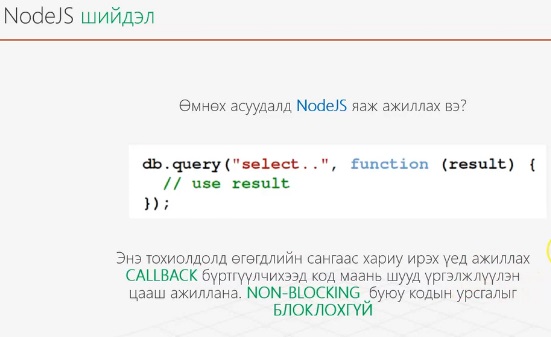 NodeJS шийдэл
Өмнөх асуудалд NodeJS яаж ажиллах вэ?
db.query("select..", function (result) {
// use result
});
Энэ тохиолдолд өгөгдлийн сангаас хариу ирэх үед ажиллах
CALLBACK бүртгүүлчихээд код маань шууд үргэлжлүүлэн
цааш ажиллана. NON-BLOCKING буюу кодын урсгалыг
БЛОКЛОХГҮЙ